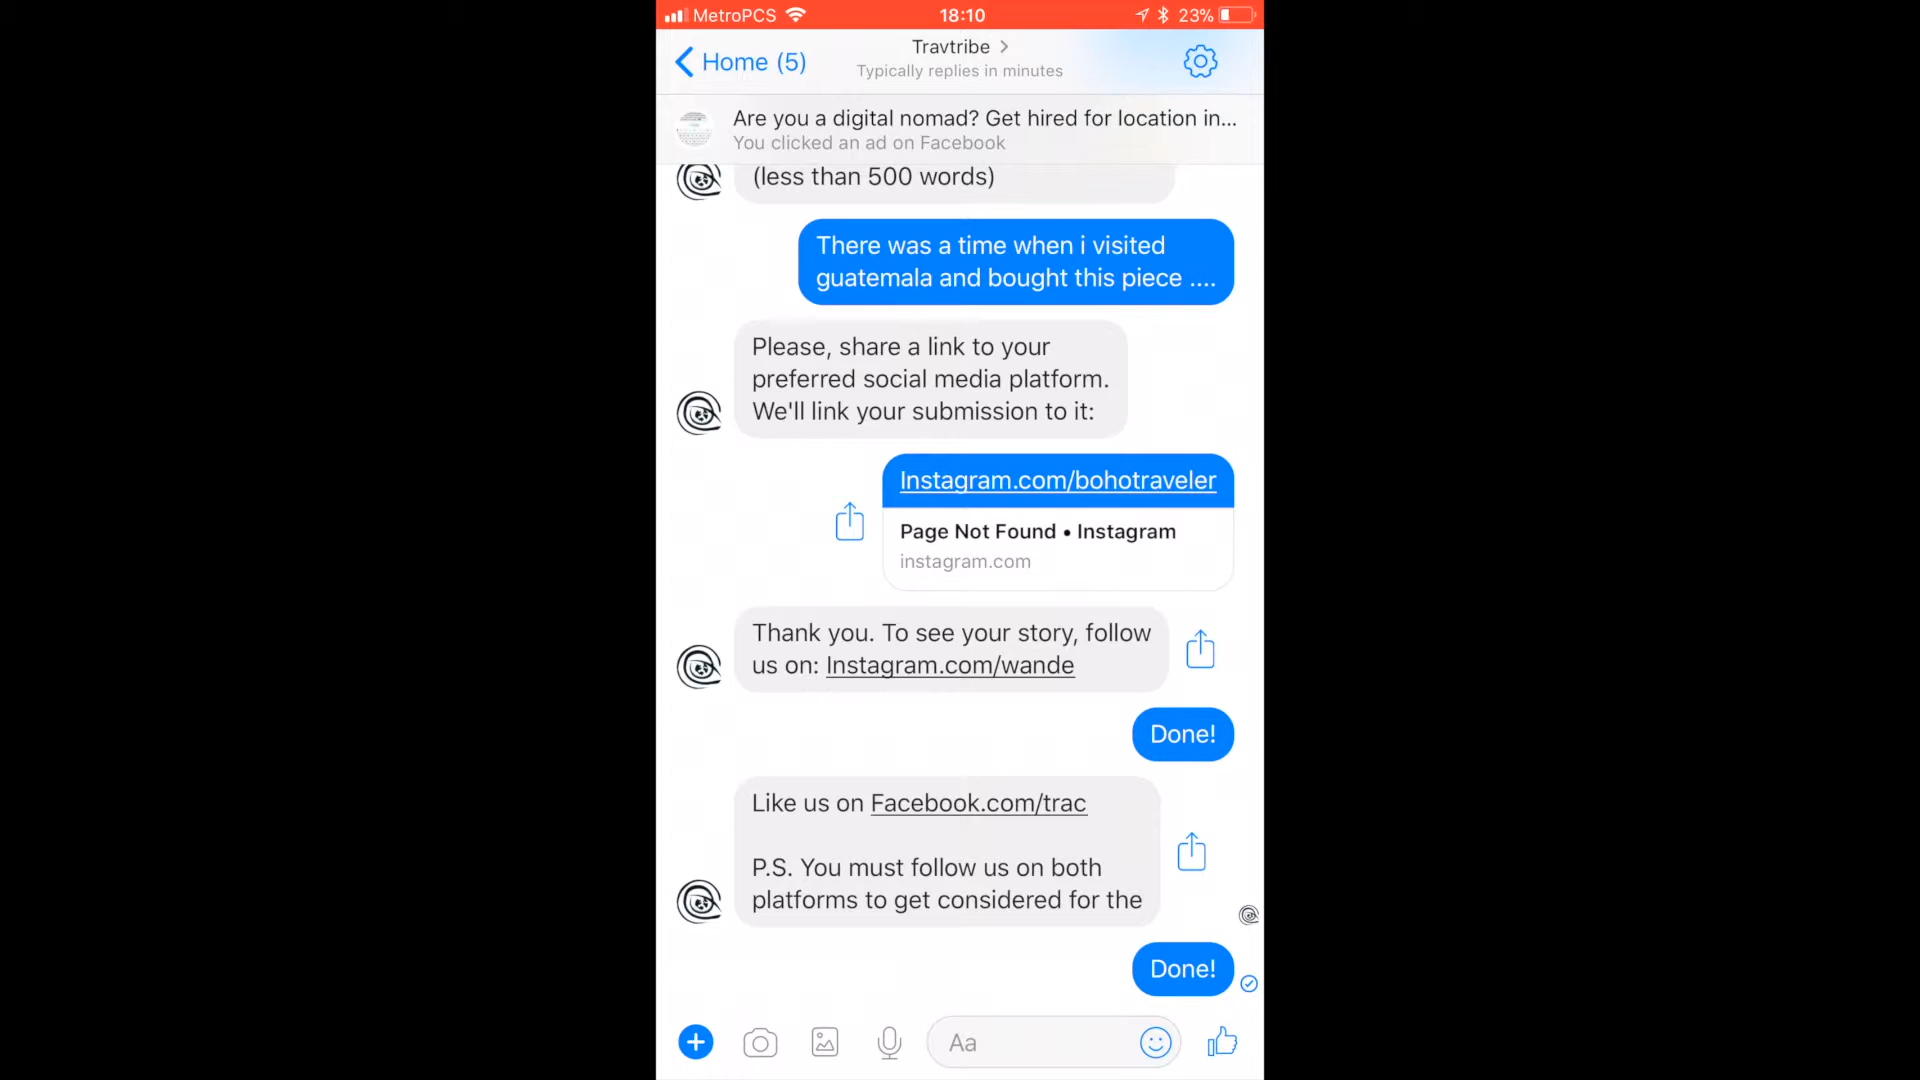 MetroPCS
18:10
23%
Home (5)
Travtribe
Typically replies in minutes
Are you a digital nomad? Get hired for location in...
You clicked an ad on Facebook
(less than 500 words)
There was a time when i visited
guatemala and bought this piece ....
Please, share a link to your
preferred social media platform.
We'll link your submission to it:
Instagram.com/bohotraveler
Page Not Found • Instagram
instagram.com
Thank you. To see your story, follow
us on: Instagram.com/wande
Done!
Like us on Facebook.com/trac
P.S. You must follow us on both
platforms to get considered for the
Done!
Aa